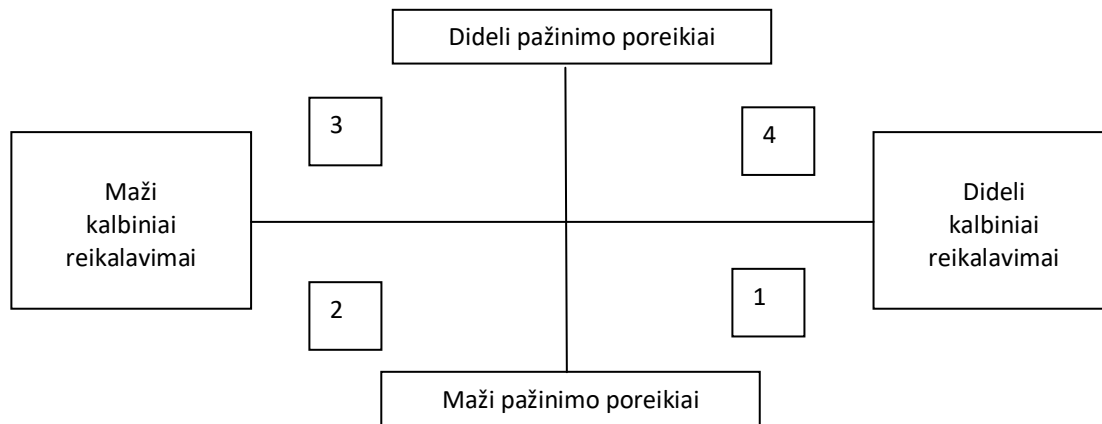 Dideli pažinimo poreikiai
3
4
Maži
kalbiniai
reikalavimai
Dideli
kalbiniai
reikalavimai
2
1
Maži pažinimo poreikiai